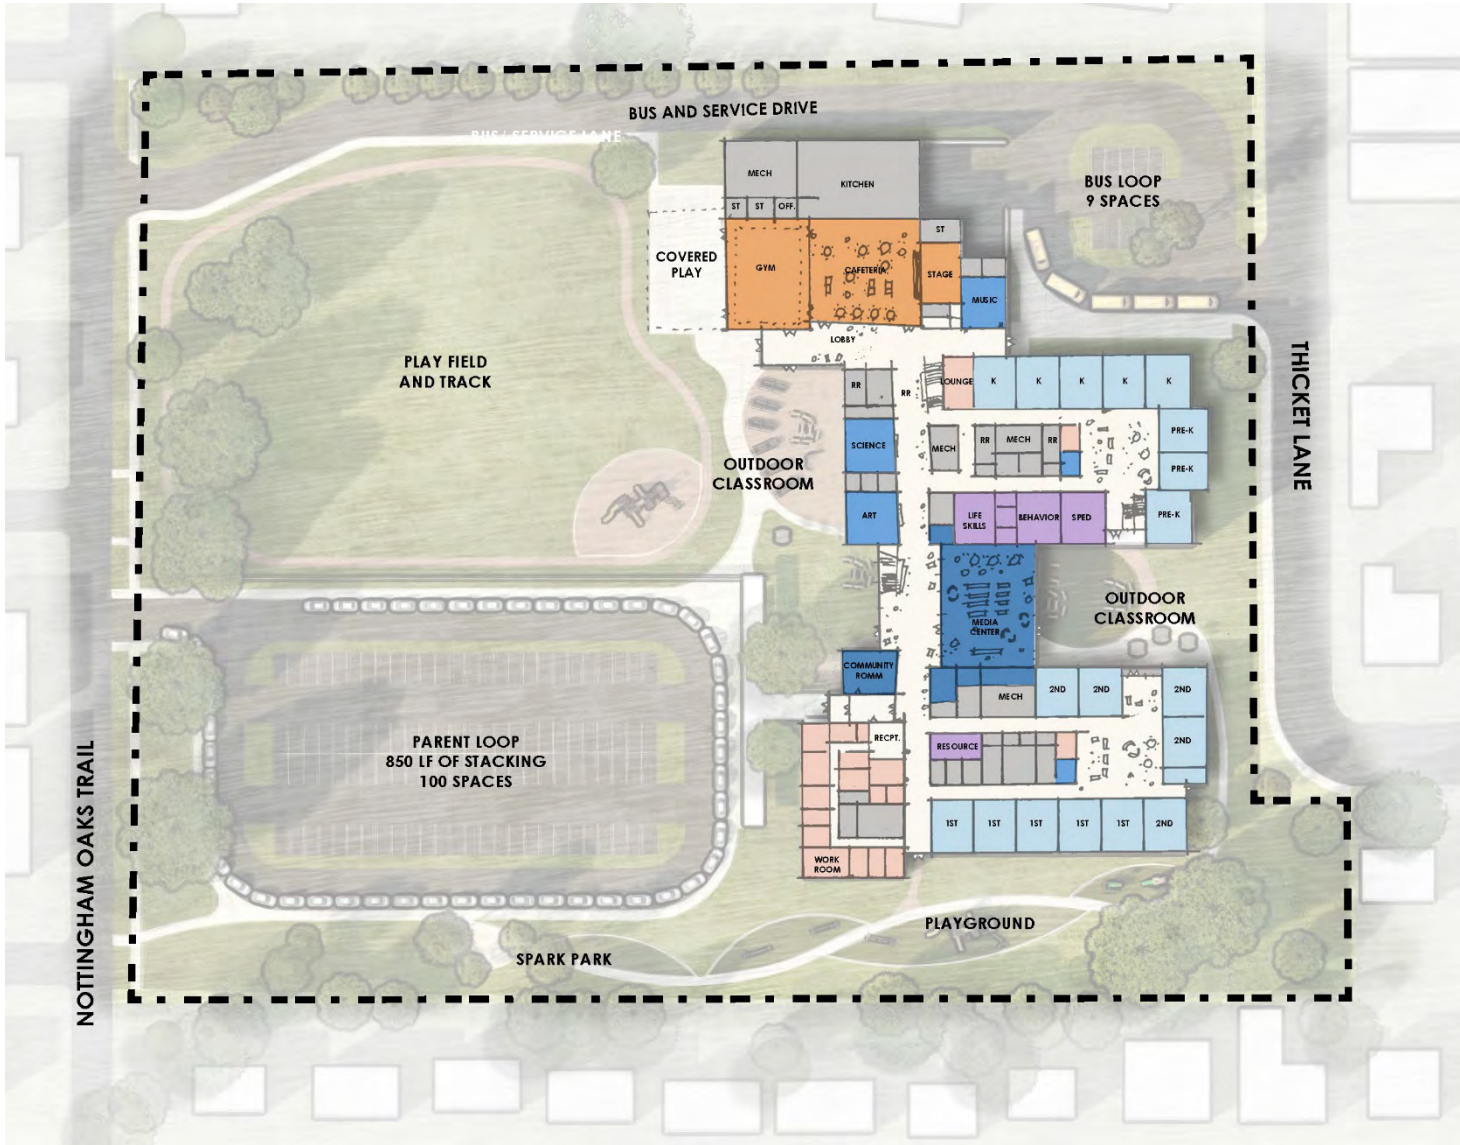 BUS AND SERVICE DRIVE
BUS / SERVICE LANE
MECH
KITCHEN
BUS LOOP
9 SPACES
ST
ST
OFF.
ST
COVERED
PLAY
GYM
CAFETERIA
STAGE
MUSIC
LOBBY
PLAY FIELD
AND TRACK
THICKET LANE
RR
RR
LOUNGE
K
K
K
K
K
SCIENCE
MECH
RR
MECH
RR
PRE-K
PRE-K
OUTDOOR
CLASSROOM
ART
LIFE
SKILLS
BEHAVIOR
SPED
PRE-K
MEDIA
CENTER
OUTDOOR
CLASSROOM
COMMUNITY
ROMM
MECH
2ND
2ND
2ND
RECPT.
RESOURCE
2ND
PARENT LOOP
850 LF OF STACKING
100 SPACES
NOTTINGHAM OAKS TRAIL
1ST
1ST
1ST
1ST
1ST
2ND
WORK
ROOM
PLAYGROUND
SPARK PARK